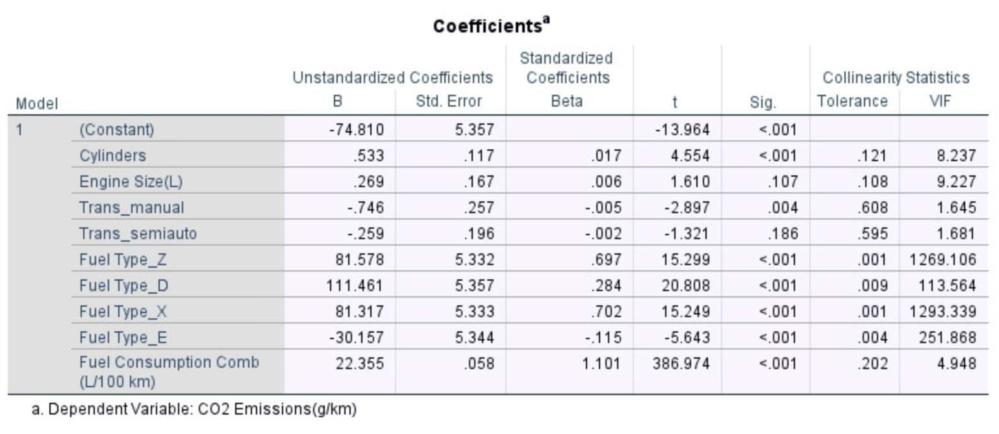 Coefficientsa
Unstandardized Coefficients Standardized Coefficients Collinearity Statistics
Model B Std. Error Beta t Sig. Tolerance VIF
1 (Constant) -74.810 5.357 -13.964 <.001
Cylinders .533 .117 .017 4.554 <.001 .121 8.237
Engine Size(L) .269 .167 .006 1.610 .107 .108 9.227
Trans_manual -.746 .257 -.005 -2.897 .004 .608 1.645
Trans_semiauto -.259 .196 -.002 -1.321 .186 .595 1.681
Fuel Type_Z 81.578 5.332 .697 15.299 <.001 .001 1269.106
Fuel Type_D 111.461 5.357 .284 20.808 <.001 .009 113.564
Fuel Type_X 81.317 5.333 .702 15.249 <.001 .001 1293.339
Fuel Type_E -30.157 5.344 -.115 -5.643 <.001 .004 251.868
Fuel Consumption Comb (L/100 km) 22.355 .058 1.101 386.974 <.001 .202 4.948
a. Dependent Variable: CO2 Emissions(g/km)